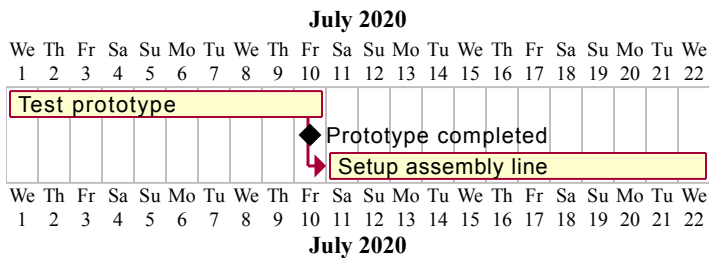 July 2020
We Th Fr Sa Su Mo Tu We Th Fr Sa Su Mo Tu We Th Fr Sa Su Mo Tu We
1 2 3 4 5 6 7 8 9 10 11 12 13 14 15 16 17 18 19 20 21 22
Test prototype
Prototype completed
Setup assembly line
We Th Fr Sa Su Mo Tu We Th Fr Sa Su Mo Tu We Th Fr Sa Su Mo Tu We
1 2 3 4 5 6 7 8 9 10 11 12 13 14 15 16 17 18 19 20 21 22
July 2020